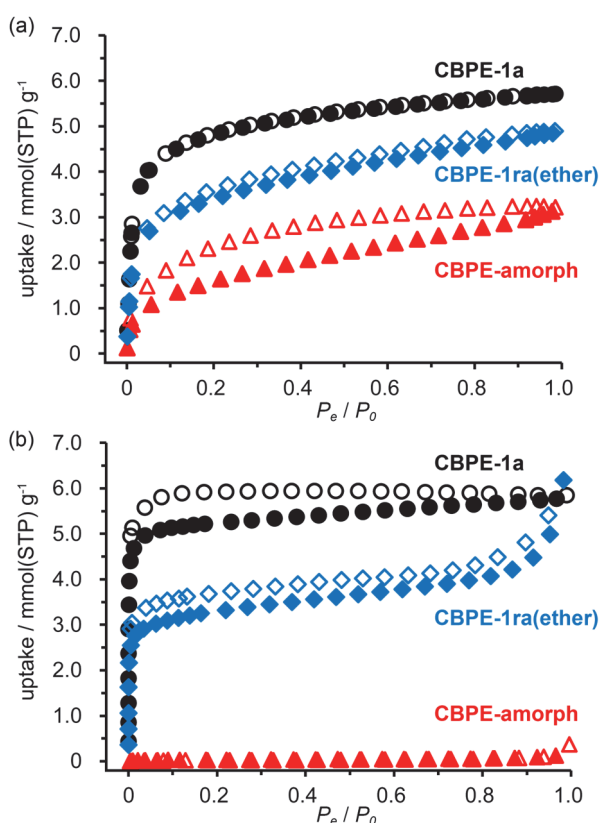 (a)
7.0
6.0
5.0
4.0
3.0
2.0
1.0
0
uptake / mmol(STP) g⁻¹
CBPE-1a
CBPE-1ra(ether)
CBPE-amorph
0 0.2 0.4 0.6 0.8 1.0
Pₑ / P₀
(b)
7.0
6.0
5.0
4.0
3.0
2.0
1.0
0
uptake / mmol(STP) g⁻¹
CBPE-1a
CBPE-1ra(ether)
CBPE-amorph
0 0.2 0.4 0.6 0.8 1.0
Pₑ / P₀